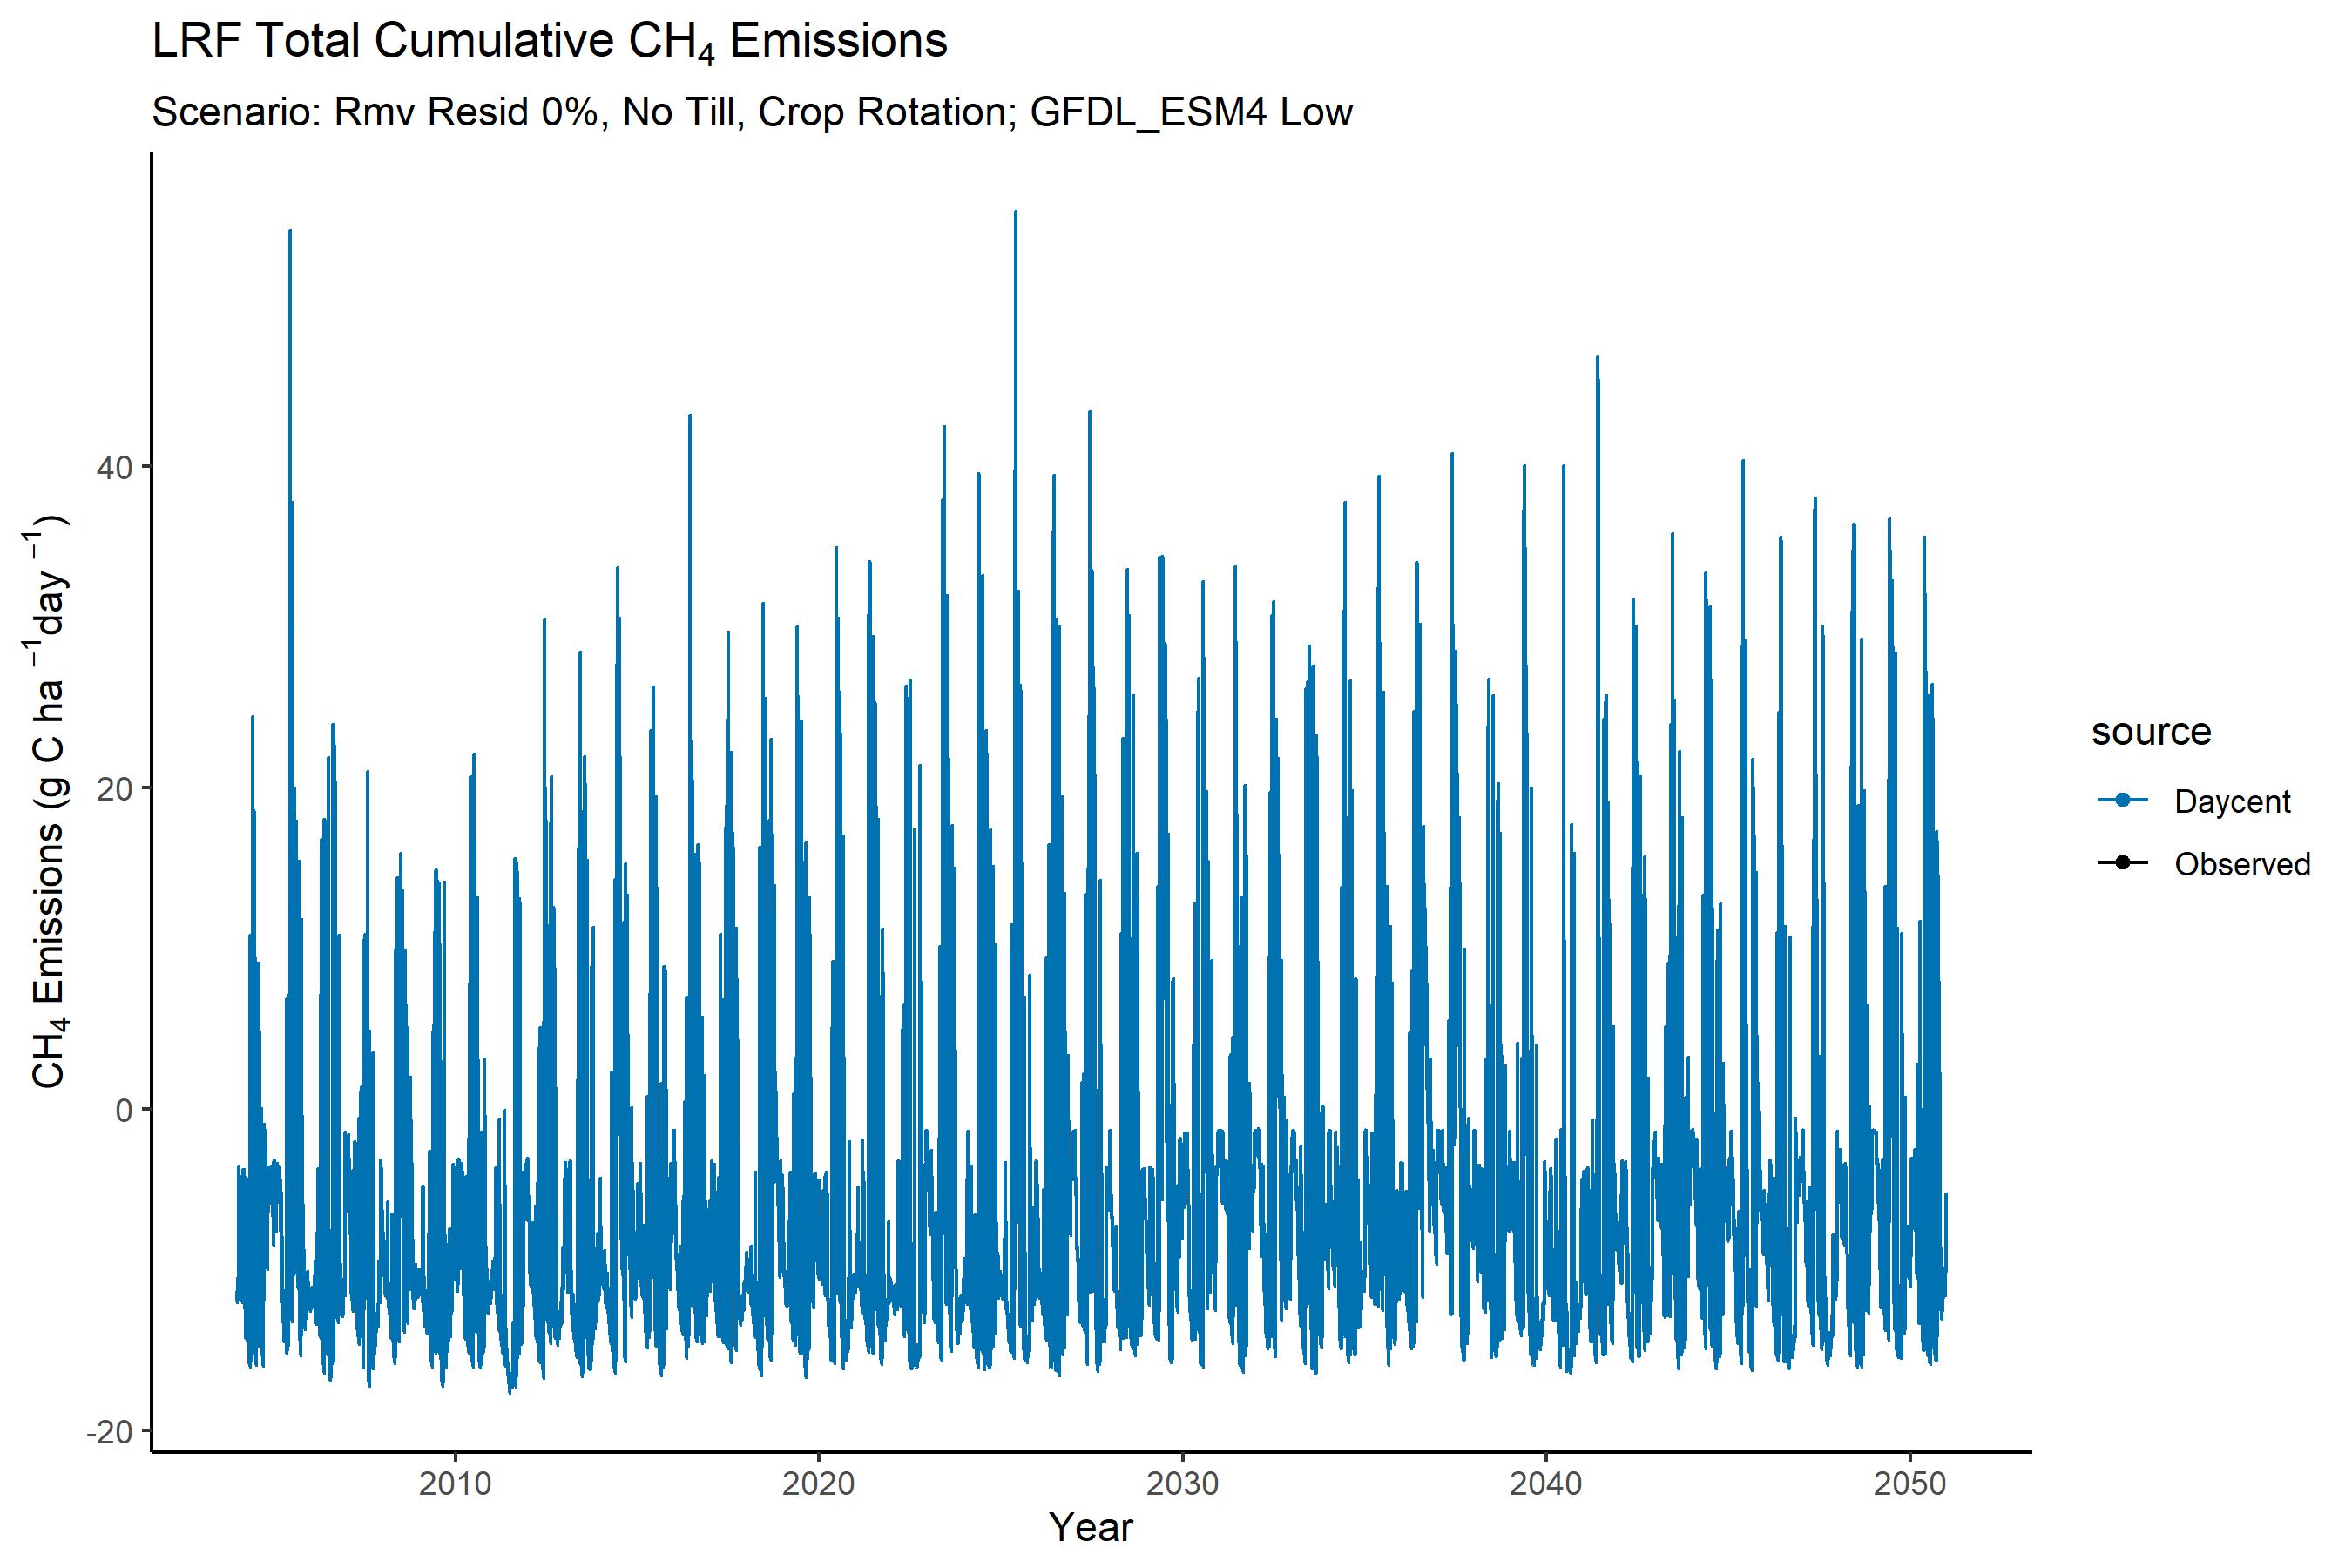 LRF Total Cumulative CH₄ Emissions
Scenario: Rmv Resid 0%, No Till, Crop Rotation; GFDL_ESM4 Low
CH₄ Emissions (g C ha ⁻¹day ⁻¹)
40
20
0
-20
2010 2020 2030 2040 2050
Year
source
Daycent
Observed